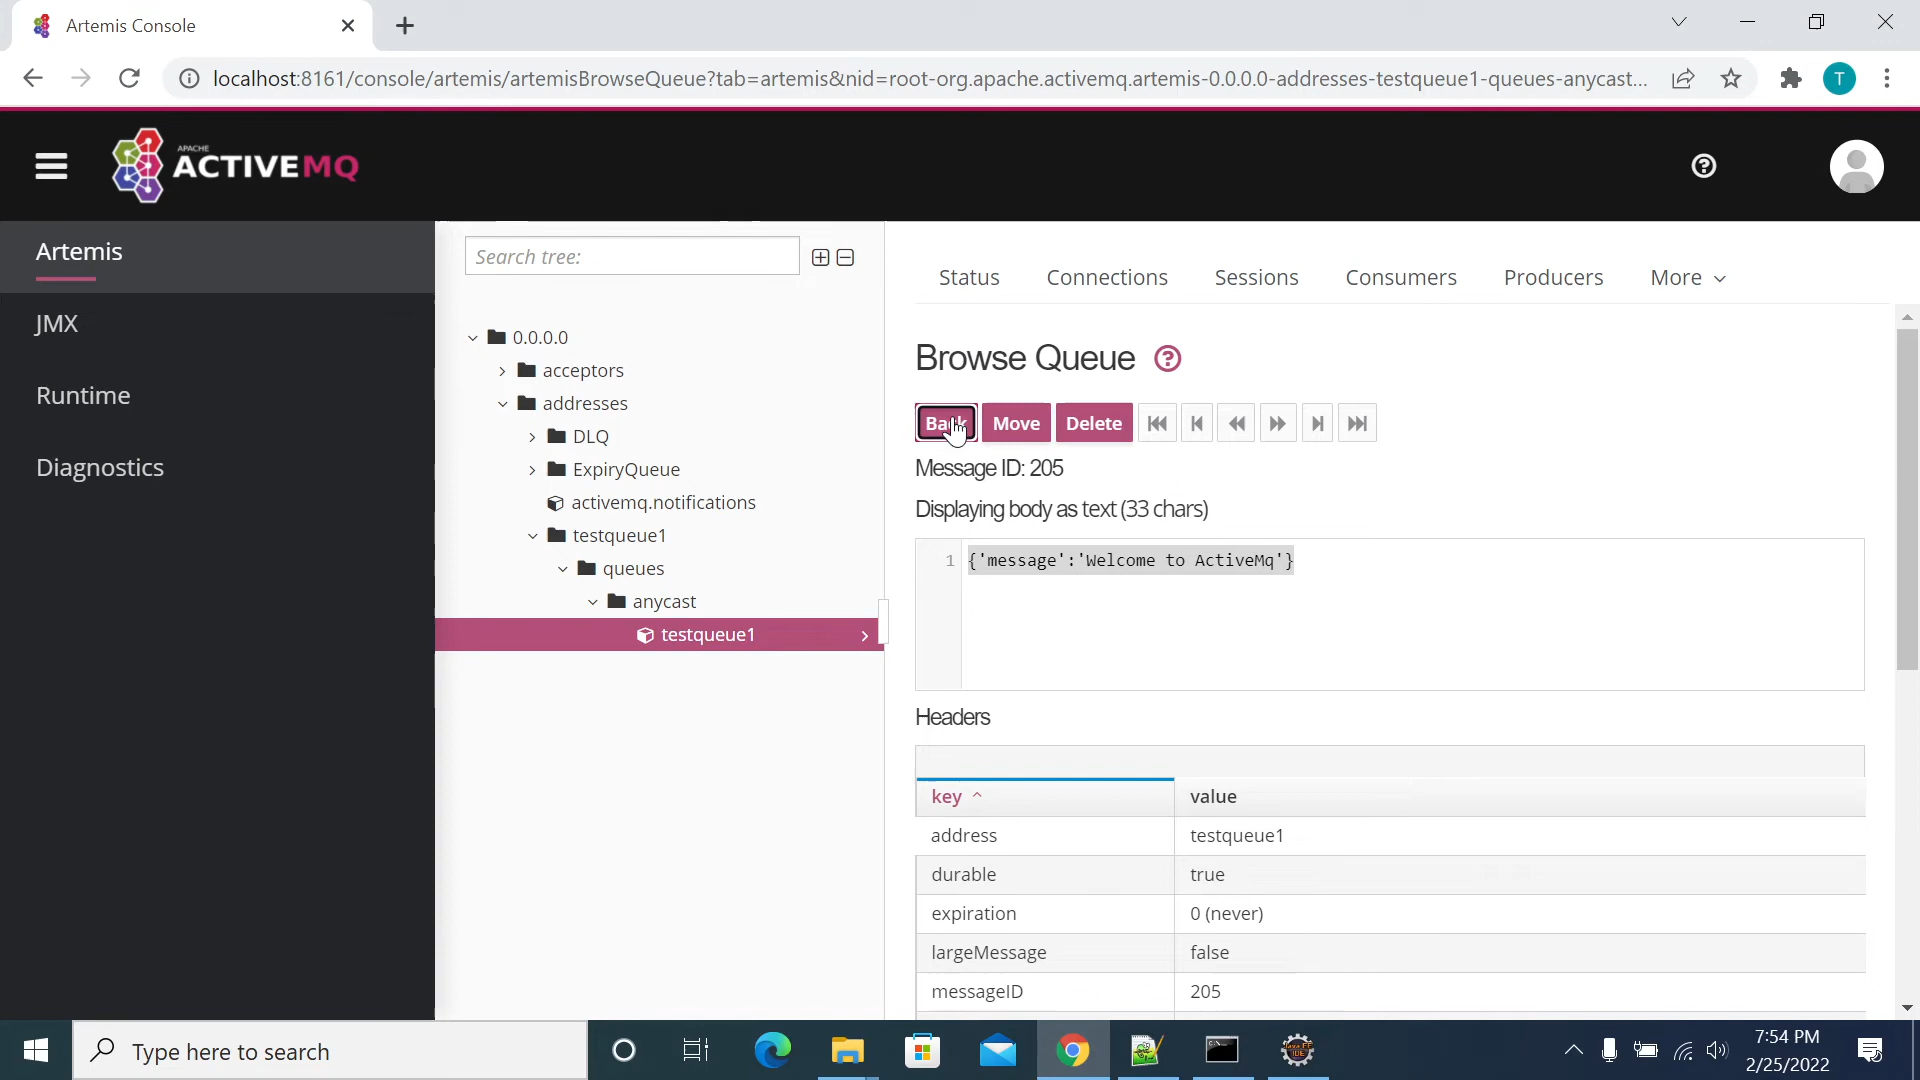 Artemis Console
localhost:8161/console/artemis/artemisBrowseQueue?tab=artemis&nid=root-org.apache.activemq.artemis-0.0.0.0-addresses-testqueue1-queues-anycast...
T
APACHE
ACTIVEMQ
Artemis
JMX
Runtime
Diagnostics
Search tree:
0.0.0.0
acceptors
addresses
DLQ
ExpiryQueue
activemq.notifications
testqueue1
queues
anycast
testqueue1
Status Connections Sessions Consumers Producers More
Browse Queue
Back Move Delete
Message ID: 205
Displaying body as text (33 chars)
1 {'message':'Welcome to ActiveMq'}
Headers
key value
address testqueue1
durable true
expiration 0 (never)
largeMessage false
messageID 205
Type here to search
7:54 PM
2/25/2022